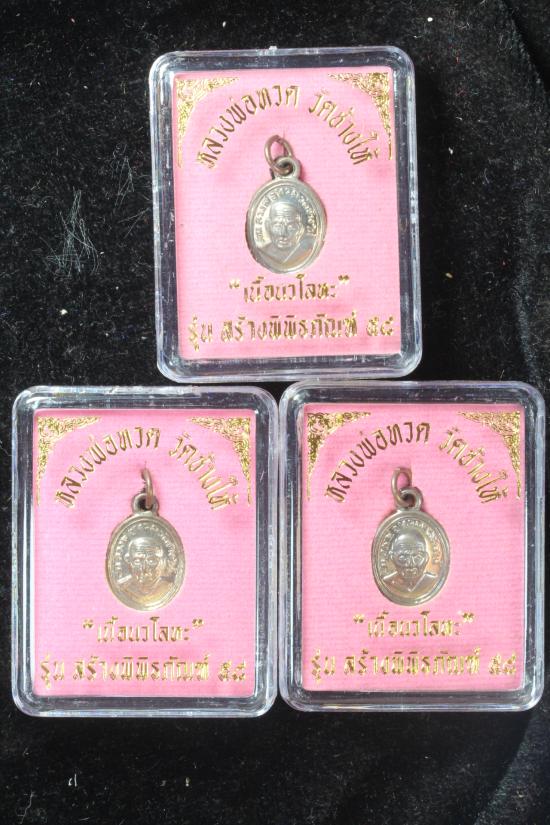 หลวงพ่อทวด วัดช้างให้
"เนื้อนวโลหะ"
รุ่น สร้างพิพิธภัณฑ์ ๕๔
หลวงพ่อทวด วัดช้างให้
"เนื้อนวโลหะ"
รุ่น สร้างพิพิธภัณฑ์ ๕๔
หลวงพ่อทวด วัดช้างให้
"เนื้อนวโลหะ"
รุ่น สร้างพิพิธภัณฑ์ ๕๔